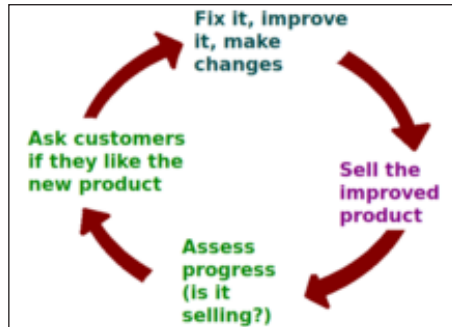 Fix it, improve
it, make
changes
Sell the
improved
product
Assess
progress
(is it
selling?)
Ask customers
if they like the
new product